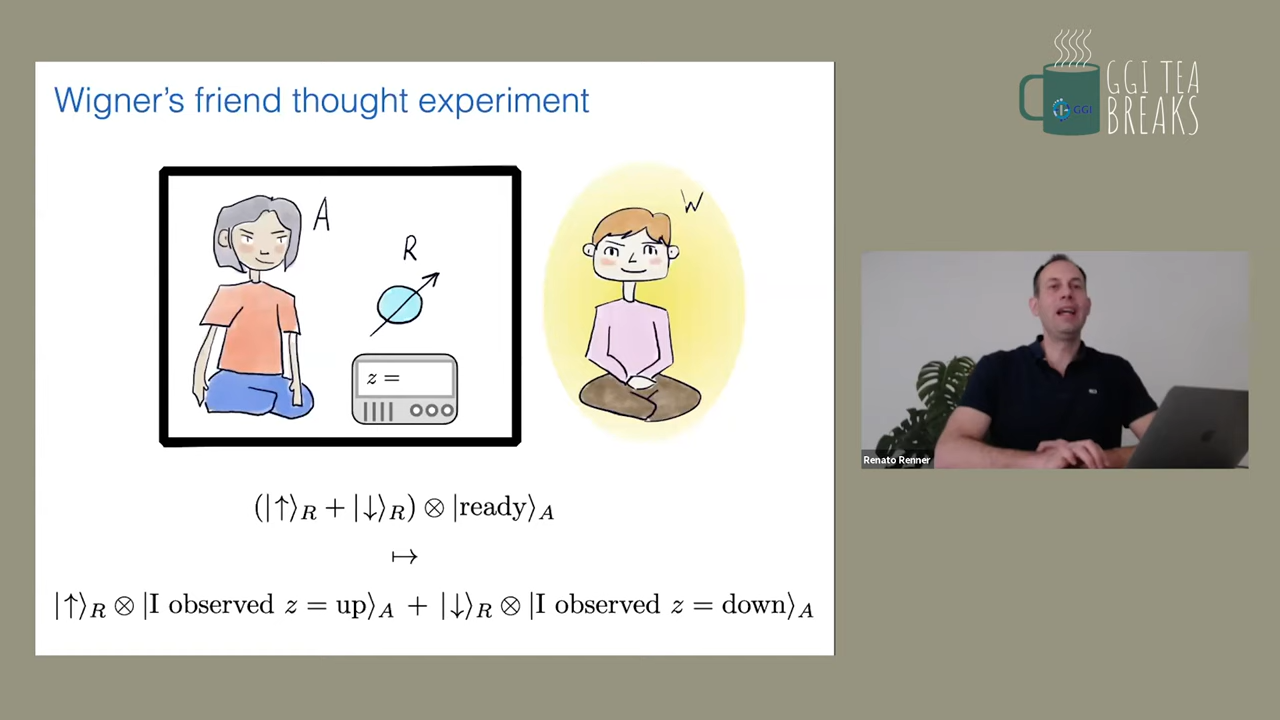 Wigner's friend thought experiment
A
R
W
z =
(|↑⟩_R + |↓⟩_R) ⊗ |ready⟩_A
↦
|↑⟩_R ⊗ |I observed z = up⟩_A + |↓⟩_R ⊗ |I observed z = down⟩_A
GGI TEA
BREAKS
GGI
Renato Renner